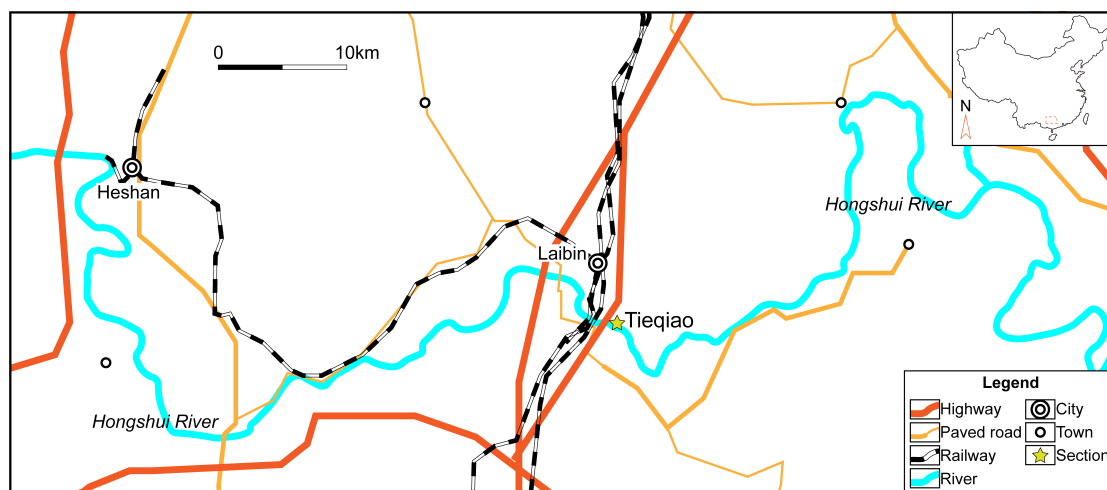 0 10km
N
Heshan
Hongshui River
Laibin
Tieqiao
Hongshui River
Legend
Highway City
Paved road Town
Railway Section
River